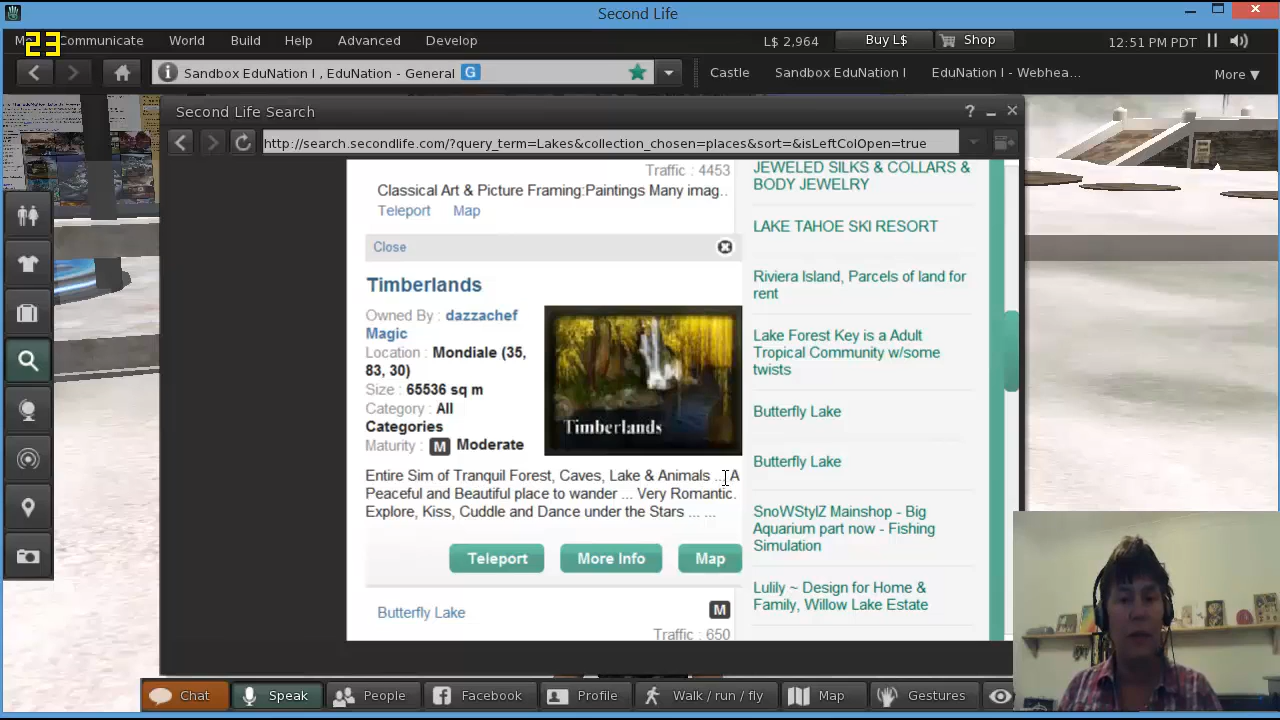 Second Life
23
Communicate World Build Help Advanced Develop L$ 2,964 Buy L$ Shop 12:51 PM PDT
Sandbox EduNation I , EduNation - General G Castle Sandbox EduNation I EduNation I - Webhea... More ▼
Second Life Search ?
http://search.secondlife.com/?query_term=Lakes&collection_chosen=places&sort=&isLeftColOpen=true
Traffic : 4453
Classical Art & Picture Framing:Paintings Many imag..
Teleport Map
Close
Timberlands
Owned By : dazzachef
Magic
Location : Mondiale (35,
83, 30)
Size : 65536 sq m
Category : All
Categories
Maturity : M Moderate
Timberlands
Entire Sim of Tranquil Forest, Caves, Lake & Animals ... A
Peaceful and Beautiful place to wander ... Very Romantic.
Explore, Kiss, Cuddle and Dance under the Stars ... ...
Teleport More Info Map
Butterfly Lake M
Traffic : 650
JEWELED SILKS & COLLARS &
BODY JEWELRY
LAKE TAHOE SKI RESORT
Riviera Island, Parcels of land for
rent
Lake Forest Key is a Adult
Tropical Community w/some
twists
Butterfly Lake
Butterfly Lake
SnoWStylZ Mainshop - Big
Aquarium part now - Fishing
Simulation
Lulily ~ Design for Home &
Family, Willow Lake Estate
Chat Speak People Facebook Profile Walk / run / fly Map Gestures